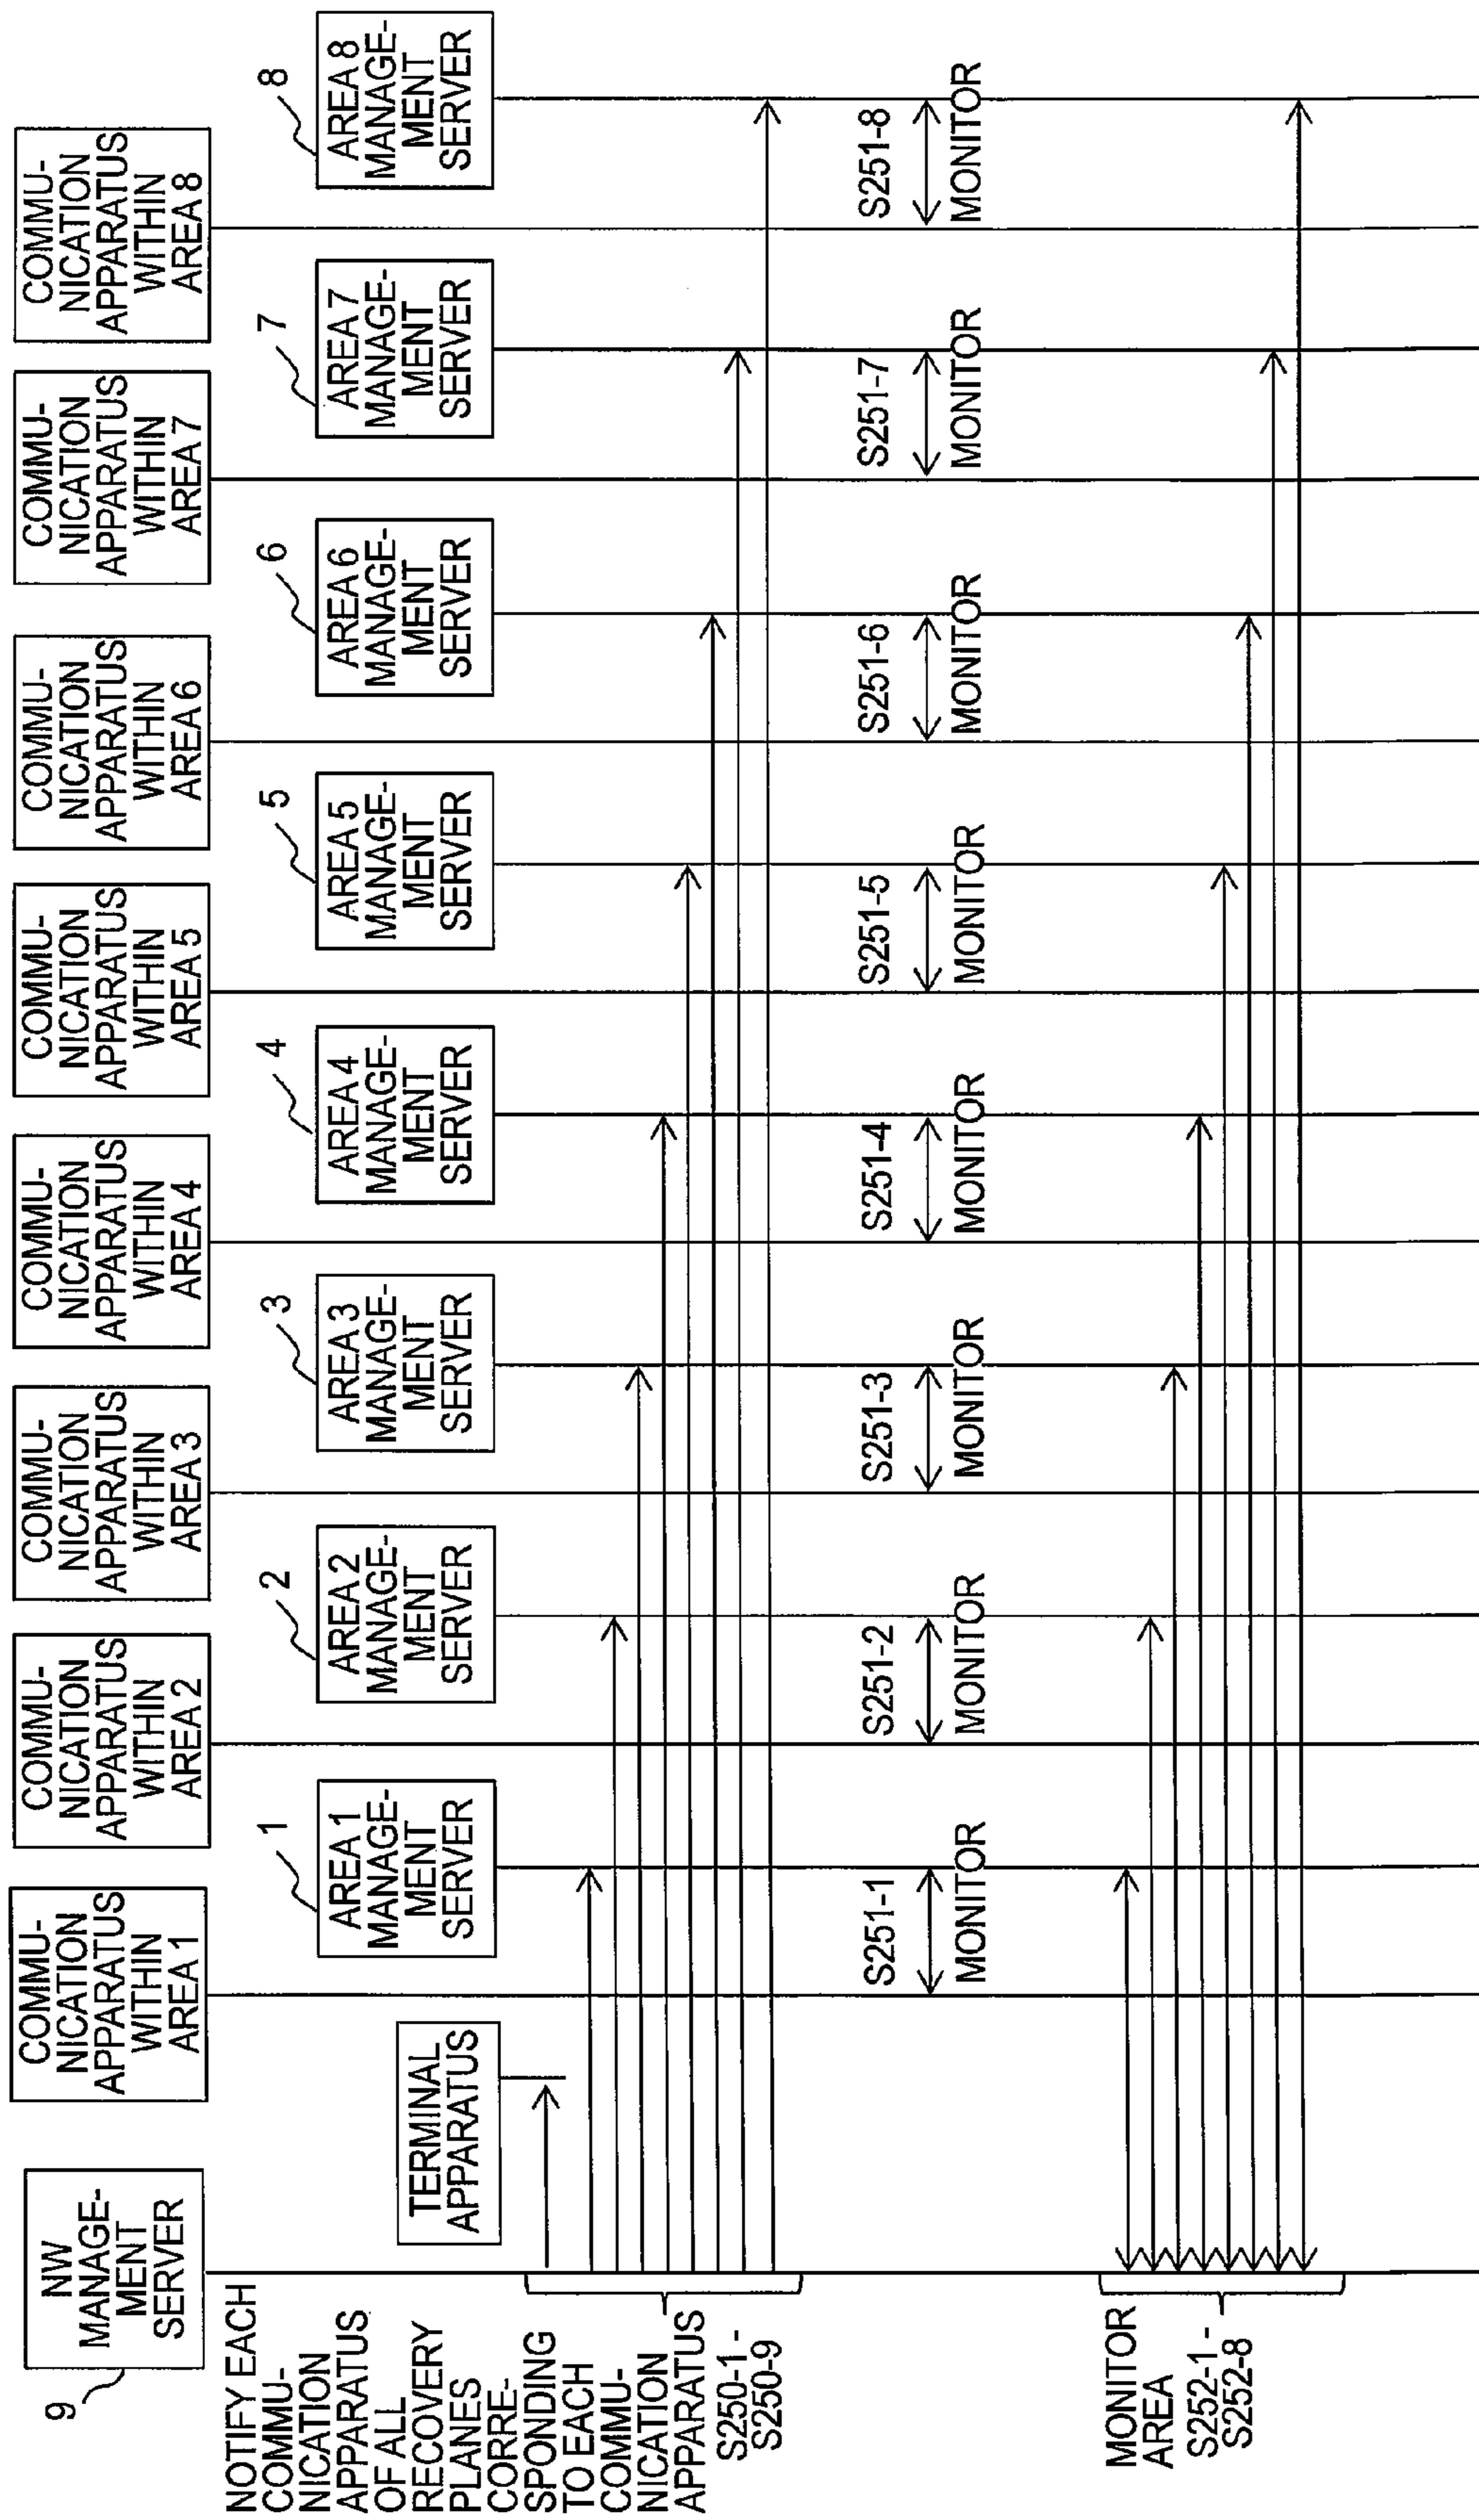 NW
MANAGE-
MENT
SERVER
9
COMMU-
NICATION
APPARATUS
WITHIN
AREA 1
COMMU-
NICATION
APPARATUS
WITHIN
AREA 2
COMMU-
NICATION
APPARATUS
WITHIN
AREA 3
COMMU-
NICATION
APPARATUS
WITHIN
AREA 4
COMMU-
NICATION
APPARATUS
WITHIN
AREA 5
COMMU-
NICATION
APPARATUS
WITHIN
AREA 6
COMMU-
NICATION
APPARATUS
WITHIN
AREA 7
COMMU-
NICATION
APPARATUS
WITHIN
AREA 8
1
AREA 1
MANAGE-
MENT
SERVER
2
AREA 2
MANAGE-
MENT
SERVER
3
AREA 3
MANAGE-
MENT
SERVER
4
AREA 4
MANAGE-
MENT
SERVER
5
AREA 5
MANAGE-
MENT
SERVER
6
AREA 6
MANAGE-
MENT
SERVER
7
AREA 7
MANAGE-
MENT
SERVER
8
AREA 8
MANAGE-
MENT
SERVER
TERMINAL
APPARATUS
NOTIFY EACH
COMMU-
NICATION
APPARATUS
OF ALL
RECOVERY
PLANES
CORRE-
SPONDING
TO EACH
COMMU-
NICATION
APPARATUS
S250-1 -
S250-9
S251-1
MONITOR
S251-2
MONITOR
S251-3
MONITOR
S251-4
MONITOR
S251-5
MONITOR
S251-6
MONITOR
S251-7
MONITOR
S251-8
MONITOR
MONITOR
AREA
S252-1 -
S252-8